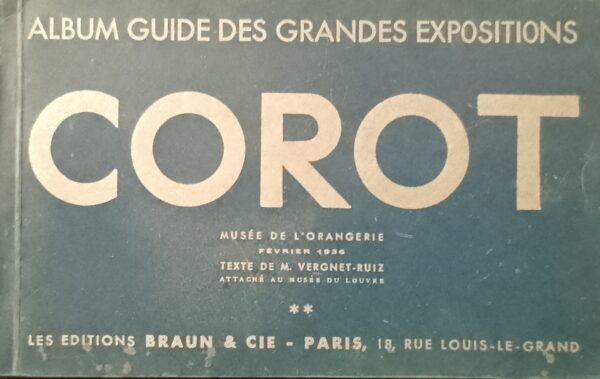 ALBUM GUIDE DES GRANDES EXPOSITIONS
COROT
MUSÉE DE L'ORANGERIE
FÉVRIER 1936
TEXTE DE M. VERGNET-RUIZ
ATTACHÉ AU MUSÉE DU LOUVRE
**
LES EDITIONS BRAUN & CIE - PARIS, 18, RUE LOUIS-LE-GRAND